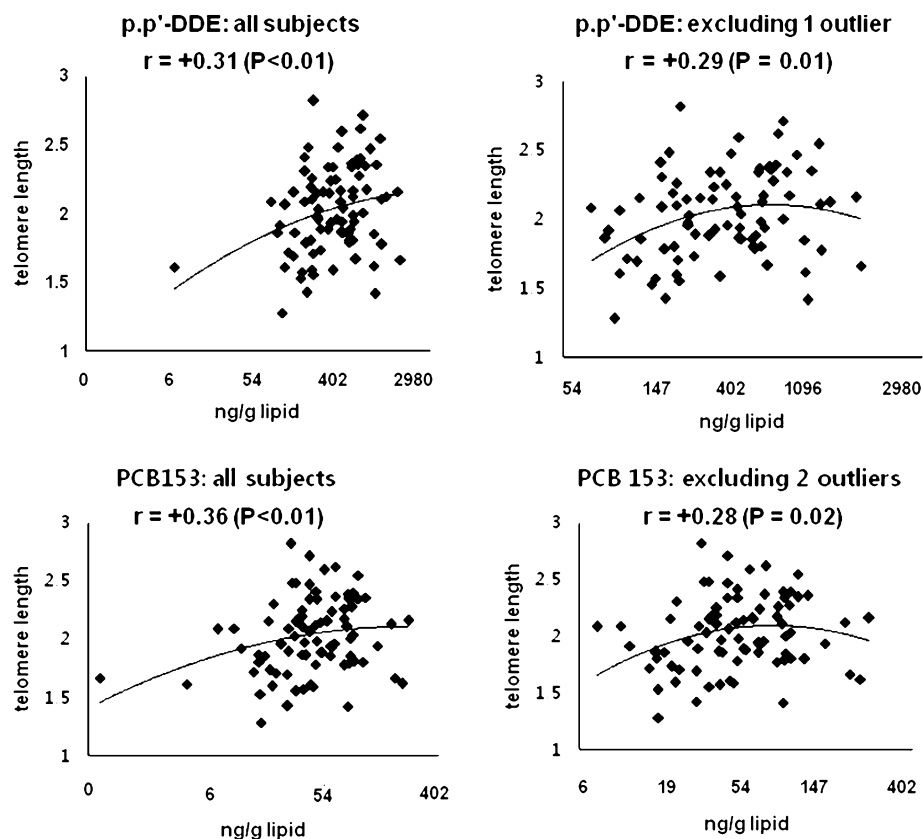 p.p'-DDE: all subjects
r = +0.31 (P<0.01)
3
2.5
2
1.5
1
telomere length
0 6 54 402 2980
ng/g lipid
p.p'-DDE: excluding 1 outlier
r = +0.29 (P = 0.01)
3
2.5
2
1 5
1
telomere length
54 147 402 1096 2980
ng/g lipid
PCB153: all subjects
r = +0.36 (P<0.01)
3
2 5
2
1.5
1
telomere length
0 6 54 402
ng/g lipid
PCB 153: excluding 2 outliers
r = +0.28 (P = 0.02)
3
2.5
2
1 5
1
telomere length
6 19 54 147 402
ng/g lipid